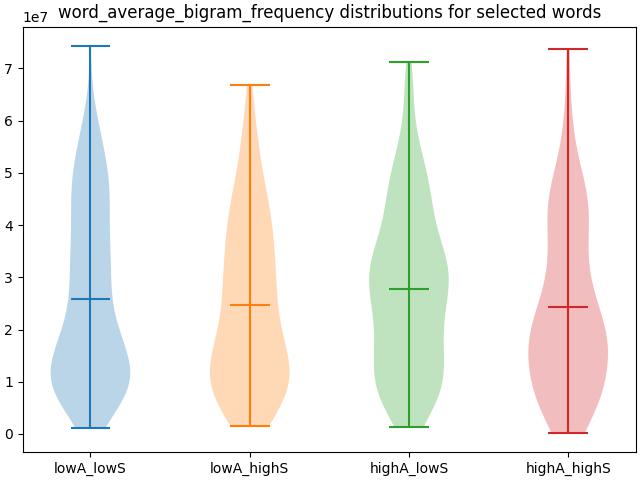 word_average_bigram_frequency distributions for selected words
1e7
7
6
5
4
3
2
1
0
lowA_lowS lowA_highS highA_lowS highA_highS